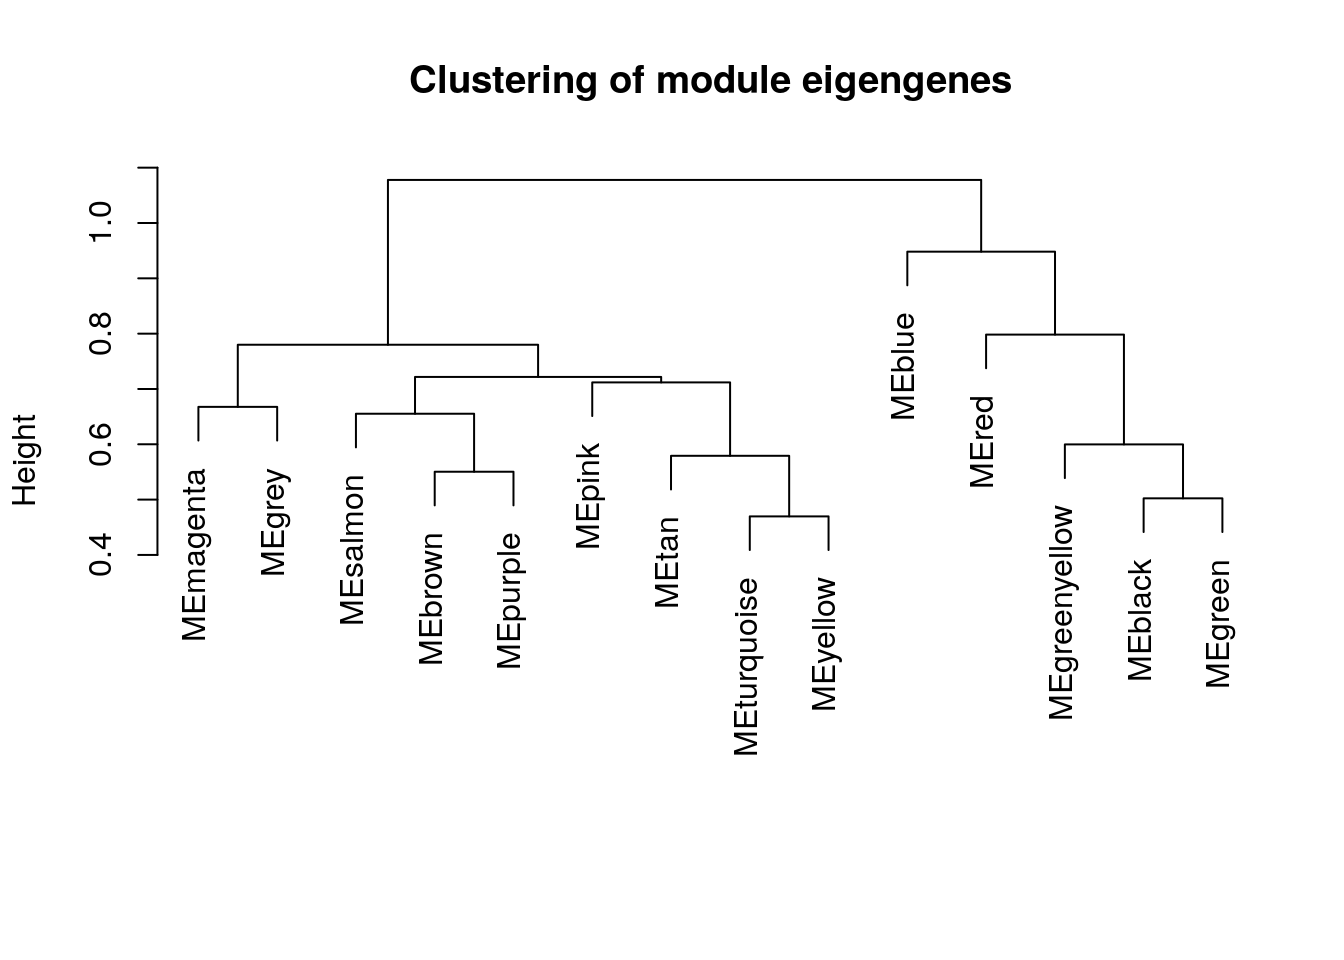 Clustering of module eigengenes
Height
1.0
0.8
0.6
0.4
MEmagenta
MEgrey
MEsalmon
MEbrown
MEpurple
MEpink
MEtan
MEturquoise
MEyellow
MEblue
MEred
MEgreenyellow
MEblack
MEgreen